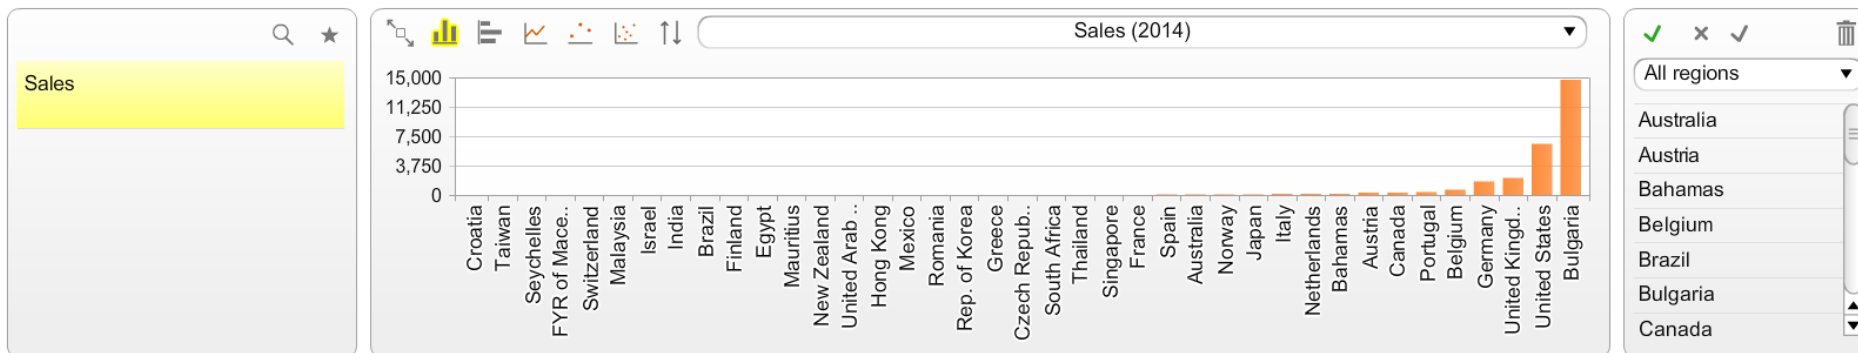 Sales
Sales (2014)
15,000
11,250
7,500
3,750
0
Croatia
Taiwan
Seychelles
FYR of Mace..
Switzerland
Malaysia
Israel
India
Brazil
Finland
Egypt
Mauritius
New Zealand
United Arab ..
Hong Kong
Mexico
Romania
Rep. of Korea
Greece
Czech Repub..
South Africa
Thailand
Singapore
France
Spain
Australia
Norway
Japan
Italy
Netherlands
Bahamas
Austria
Canada
Portugal
Belgium
Germany
United Kingd..
United States
Bulgaria
All regions
Australia
Austria
Bahamas
Belgium
Brazil
Bulgaria
Canada